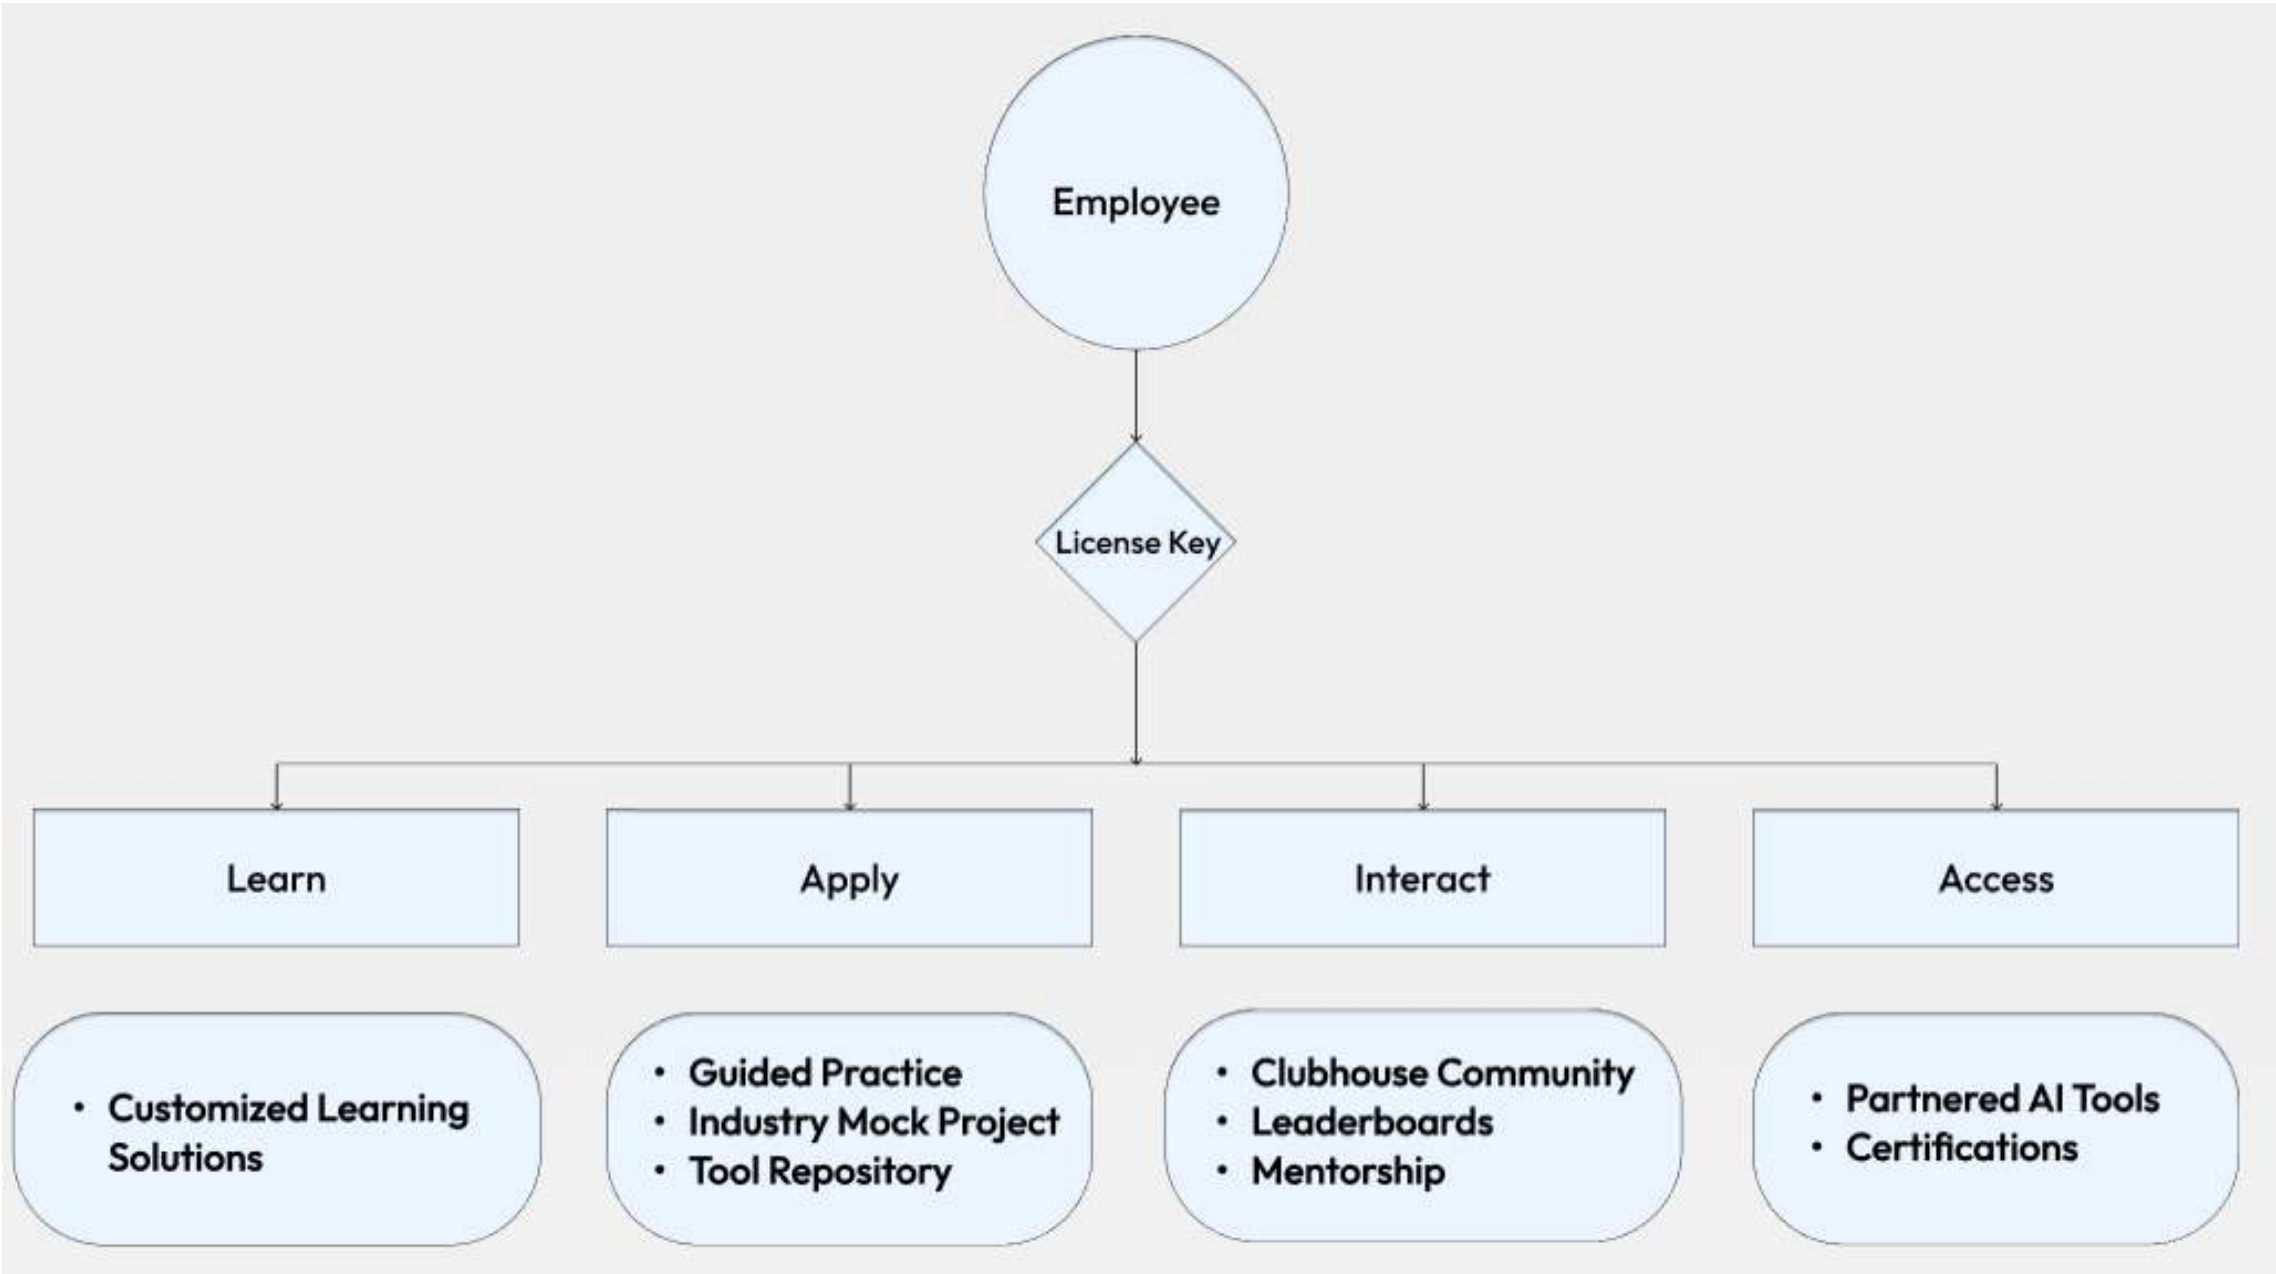 Employee
License Key
Learn
Apply
Interact
Access
• Customized Learning
Solutions
• Guided Practice
• Industry Mock Project
• Tool Repository
• Clubhouse Community
• Leaderboards
• Mentorship
• Partnered AI Tools
• Certifications